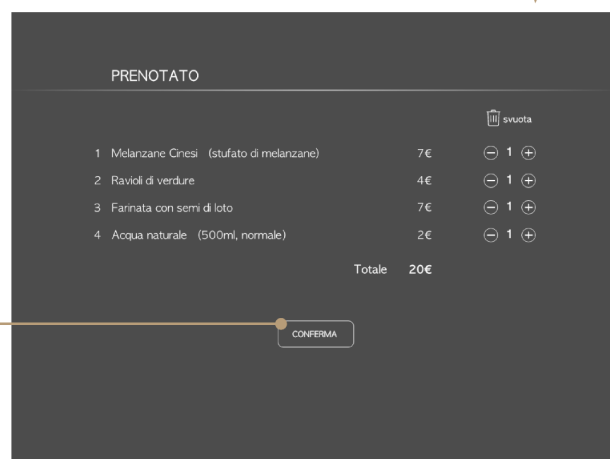 PRENOTATO
svuota
1 Melanzane Cinesi (stufato di melanzane) 7€ 1
2 Ravioli di verdure 4€ 1
3 Farinata con semi di loto 7€ 1
4 Acqua naturale (500ml, normale) 2€ 1
Totale 20€
CONFERMA